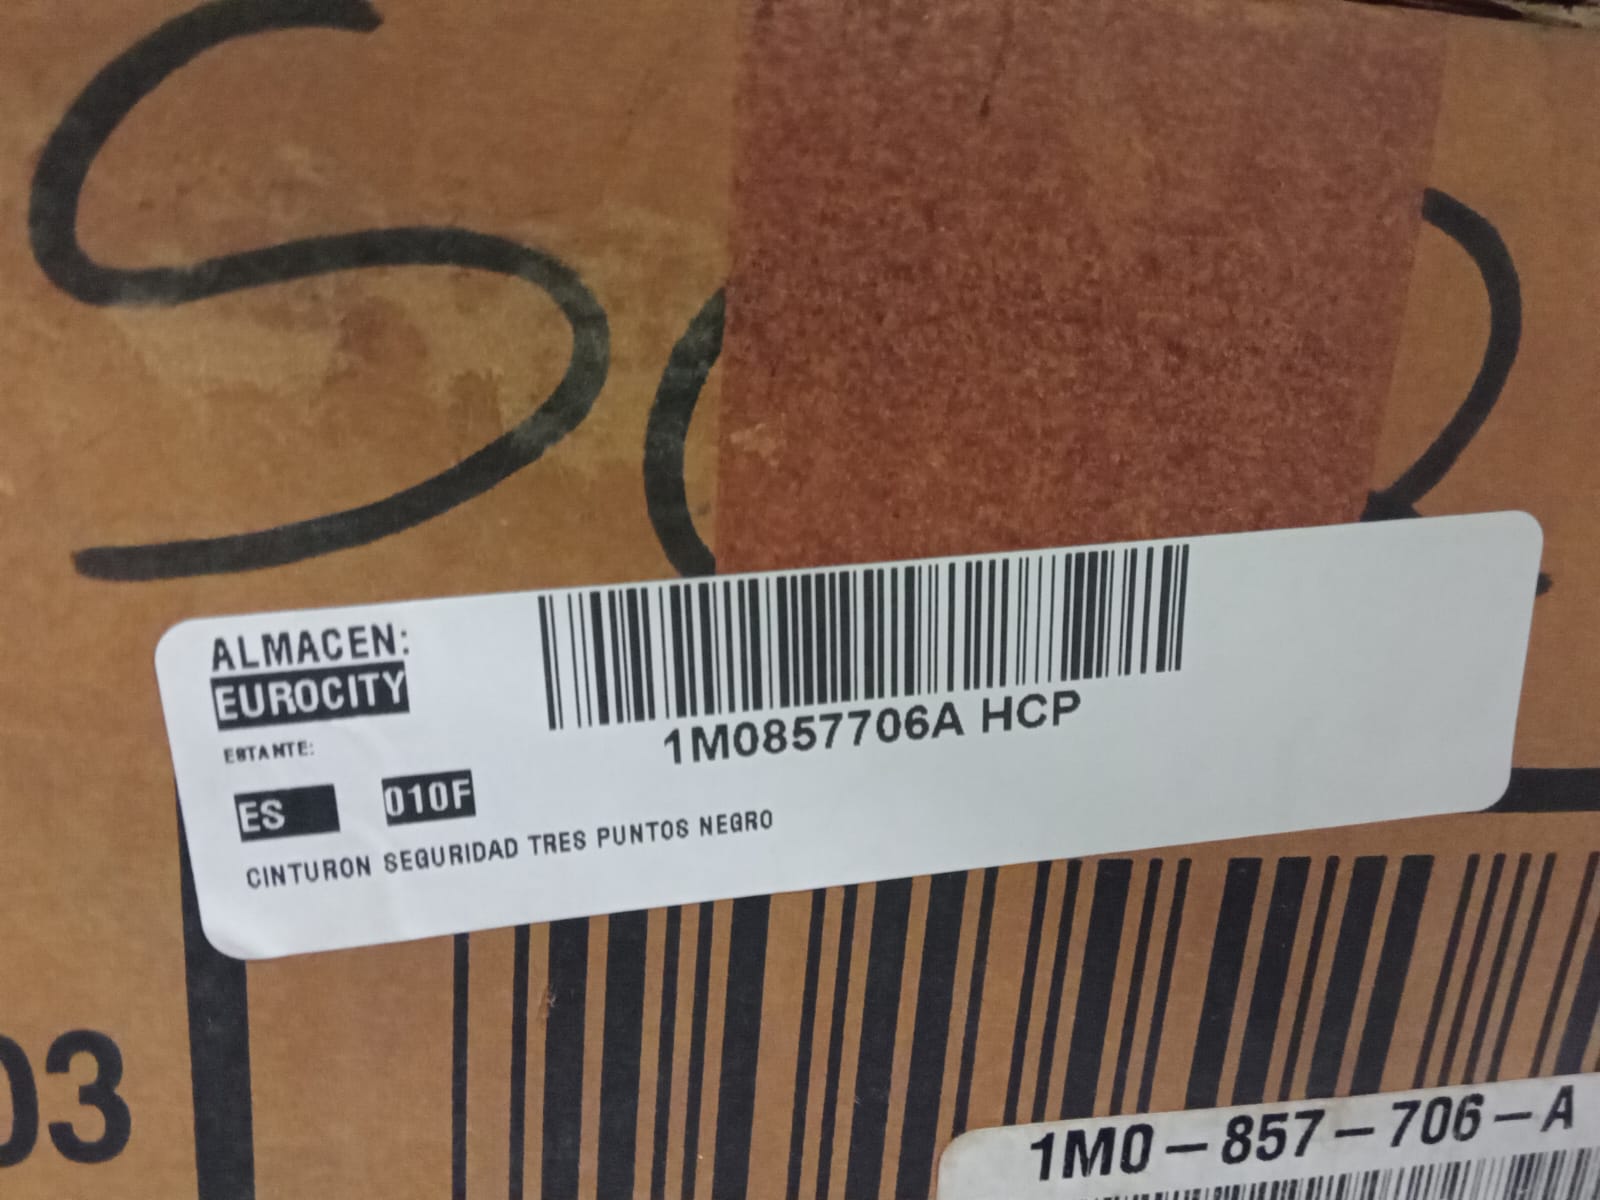 ALMACEN:
EUROCITY
1M0857706A HCP
ESTANTE:
ES 010F
CINTURON SEGURIDAD TRES PUNTOS NEGRO
03
1M0-857-706-A